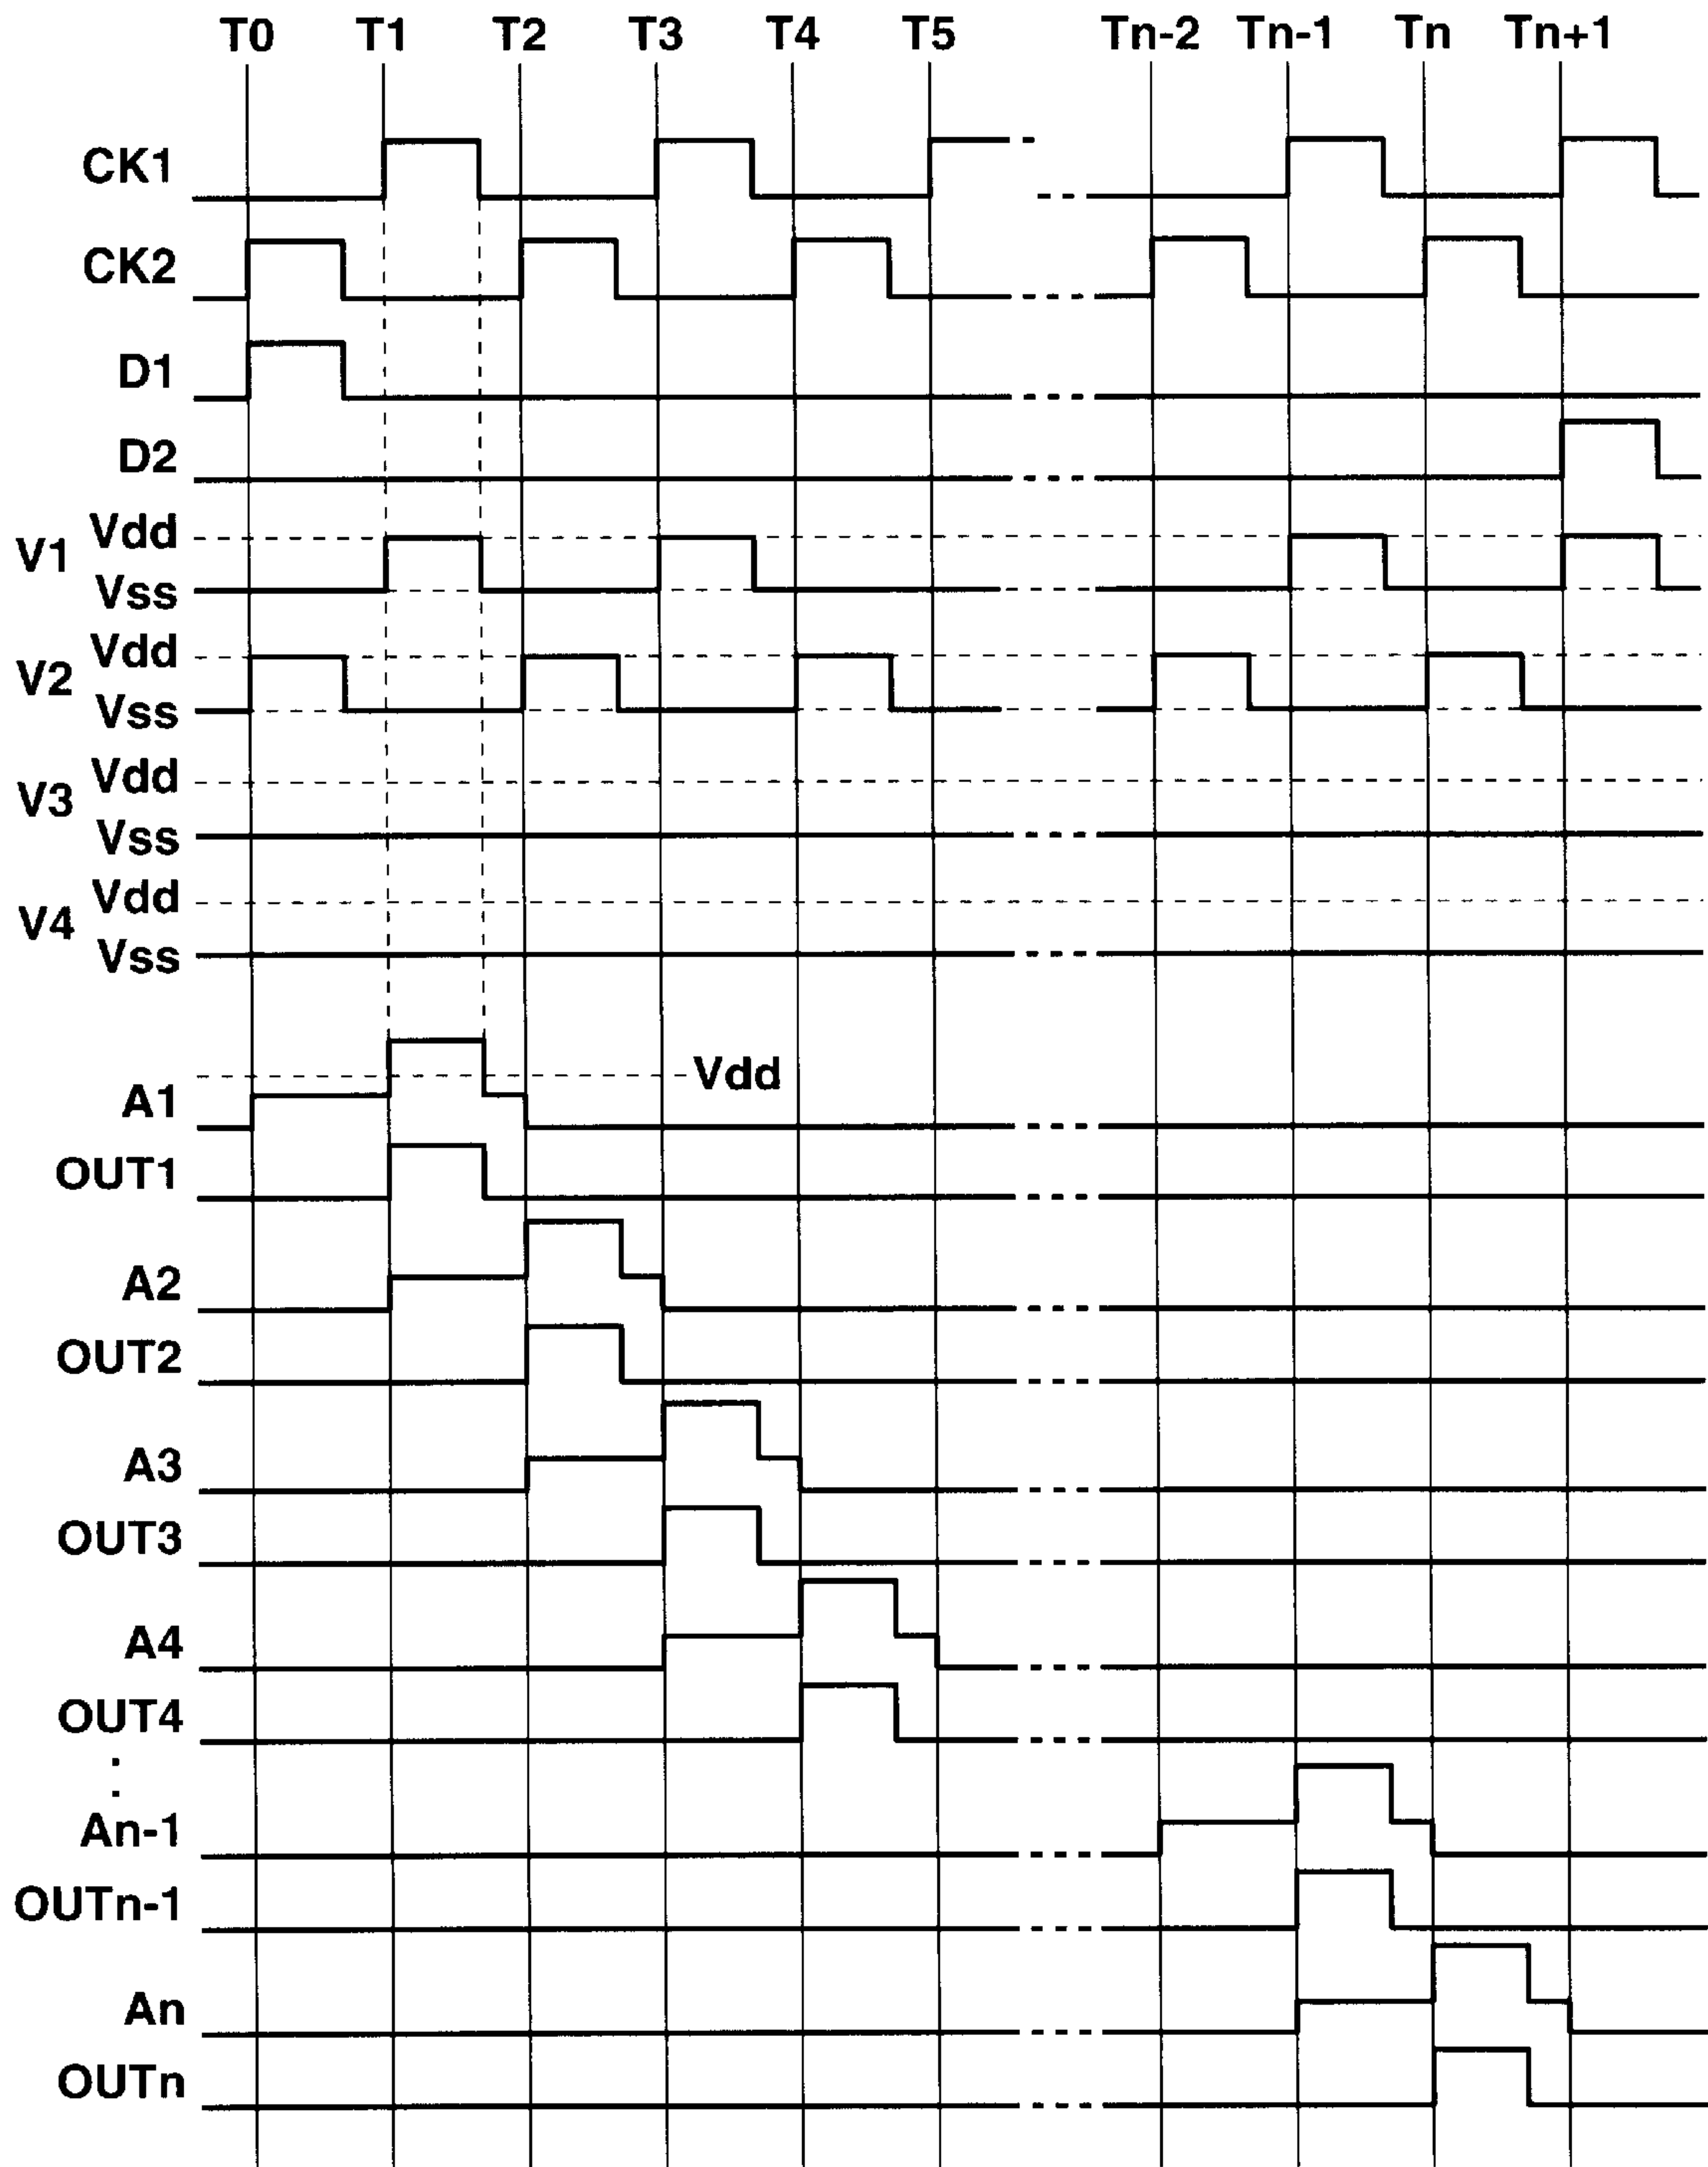 T0 T1 T2 T3 T4 T5 Tn-2 Tn-1 Tn Tn+1
CK1
CK2
D1
D2
V1 Vdd
Vss
V2 Vdd
Vss
V3 Vdd
Vss
V4 Vdd
Vss
Vdd
A1
OUT1
A2
OUT2
A3
OUT3
A4
OUT4
:
An-1
OUTn-1
An
OUTn